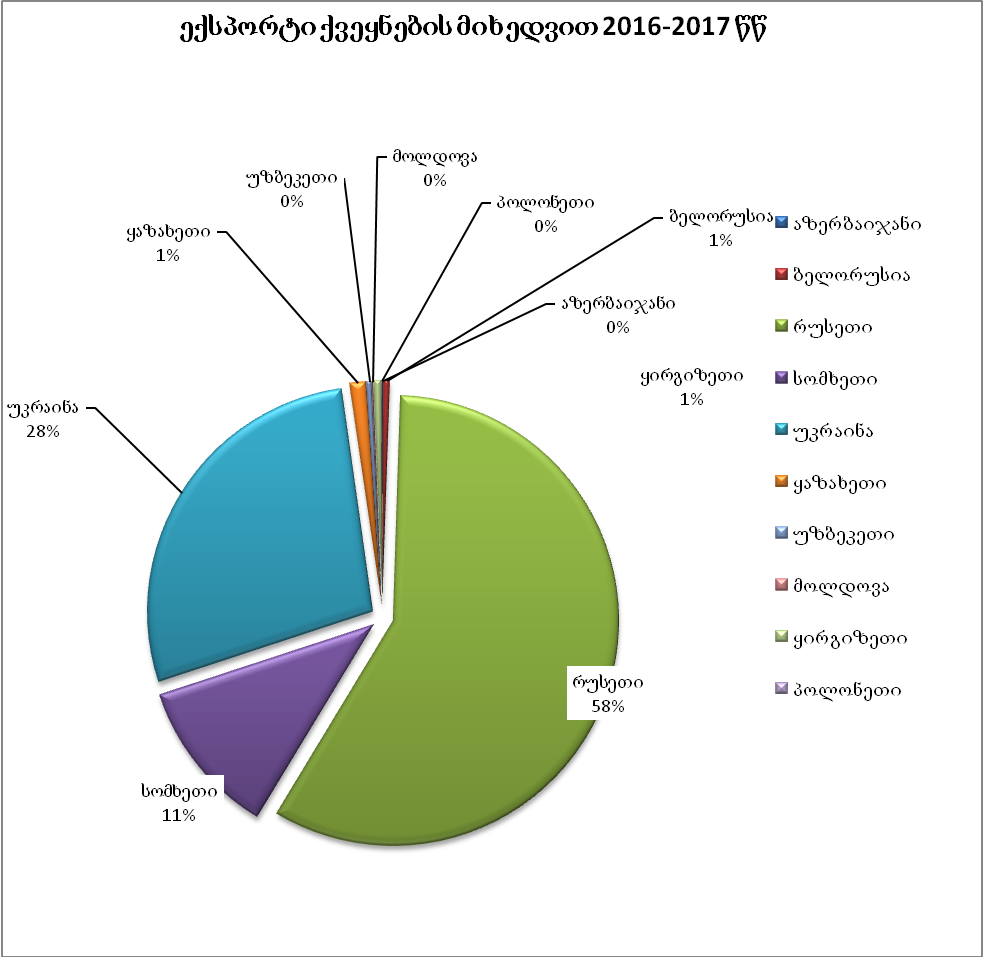 ექსპორტი ქვეყნების მიხედვით 2016-2017 წწ
მოლდოვა
0%
უზბეკეთი
0%
პოლონეთი
0%
ბელორუსია
1%
ყაზახეთი
1%
აზერბაიჯანი
0%
ყირგიზეთი
1%
უკრაინა
28%
რუსეთი
58%
სომხეთი
11%
აზერბაიჯანი
ბელორუსია
რუსეთი
სომხეთი
უკრაინა
ყაზახეთი
უზბეკეთი
მოლდოვა
ყირგიზეთი
პოლონეთი